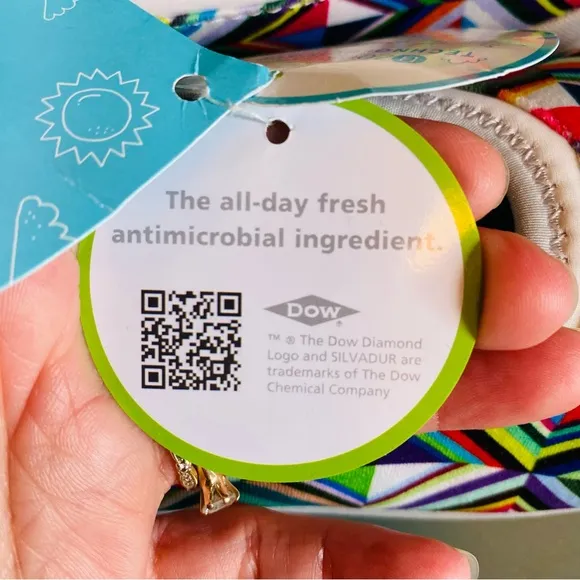 TECHNO
The all-day fresh
antimicrobial ingredient.
DOW
®
™ ® The Dow Diamond
Logo and SILVADUR are
trademarks of The Dow
Chemical Company